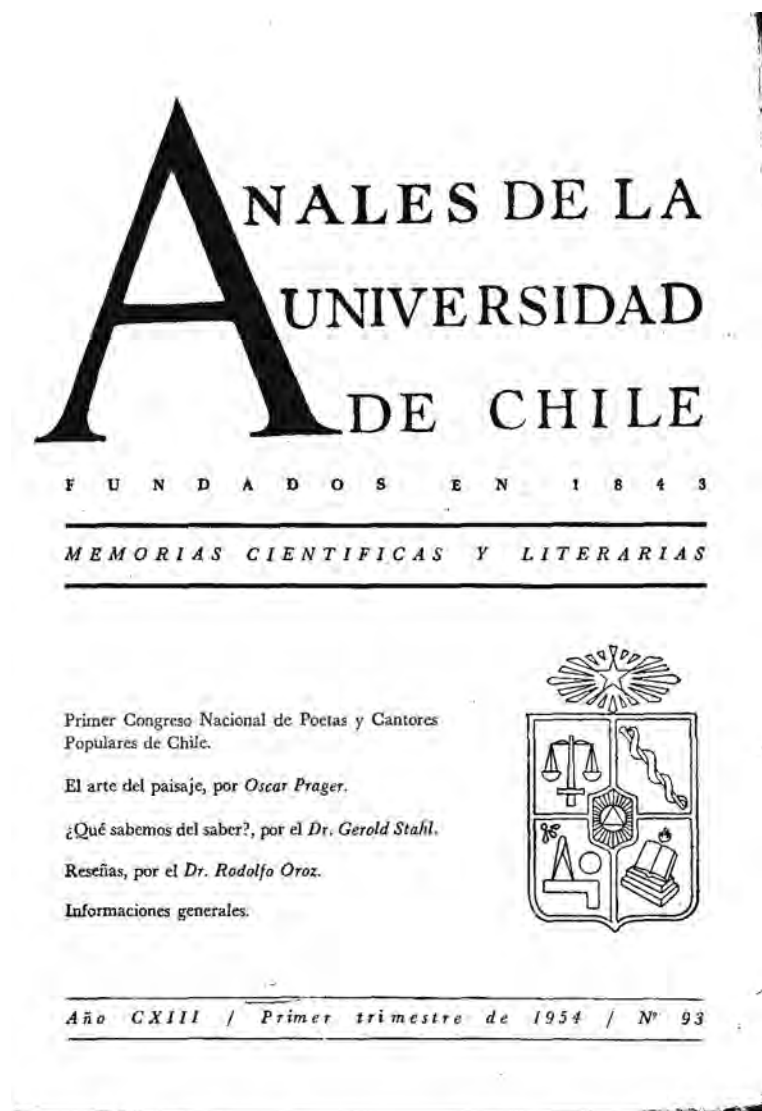 ANALES DE LA
UNIVERSIDAD
DE CHILE
FUNDADOS EN 1843
MEMORIAS CIENTIFICAS Y LITERARIAS
Primer Congreso Nacional de Poetas y Cantores
Populares de Chile.
El arte del paisaje, por Oscar Prager.
¿Qué sabemos del saber?, por el Dr. Gerold Stahl.
Reseñas, por el Dr. Rodolfo Oroz.
Informaciones generales.
Año CXIII / Primer trimestre de 1954 / Nº 93